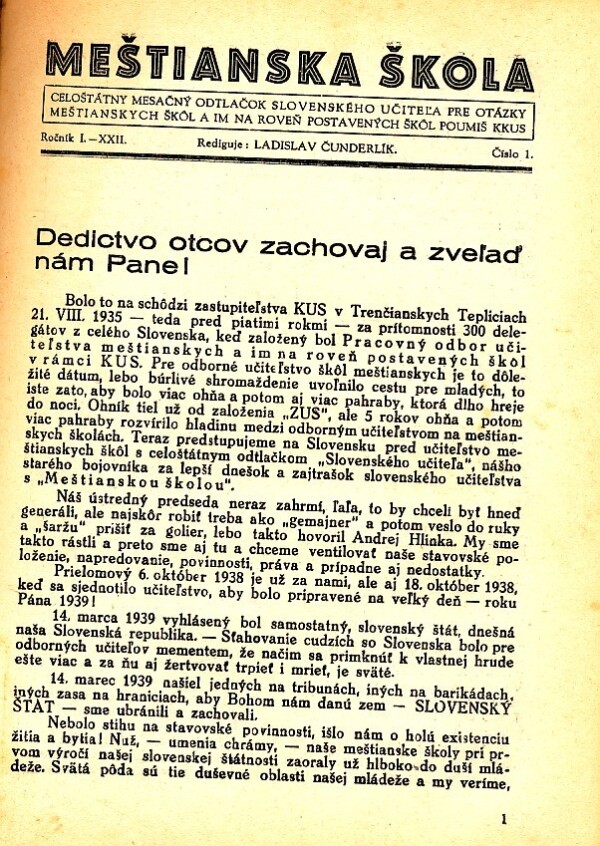 MEŠTIANSKA ŠKOLA
CELOŠTÁTNY MESAČNÝ ODTLAČOK SLOVENSKÉHO UČITEĽA PRE OTÁZKY
MEŠTIANSKYCH ŠKÔL A IM NA ROVEŇ POSTAVENÝCH ŠKÔL POUMIŠ KKUS
Ročník I.—XXII. Rediguje: LADISLAV ČUNDERLÍK. Číslo 1.
Dedictvo otcov zachovaj a zveľaď
nám Pane!
Bolo to na schôdzi zastupiteľstva KUS v Trenčianskych Tepliciach
21. VIII. 1935 — teda pred piatimi rokmi — za prítomnosti 300 dele-
gátov z celého Slovenska, keď založený bol Pracovný odbor uči-
teľstva meštianskych a im na roveň postavených škôl
v rámci KUS. Pre odborné učiteľstvo škôl meštianskych je to dôle-
žité dátum, lebo búrlivé shromaždenie uvoľnilo cestu pre mladých, to
iste zato, aby bolo viac ohňa a potom aj viac pahraby, ktorá dlho hreje
do noci. Ohník tiel už od založenia „ZUS", ale 5 rokov ohňa a potom
viac pahraby rozvírilo hladinu medzi odborným učiteľstvom na meštian-
skych školách. Teraz predstupujeme na Slovensku pred učiteľstvo me-
štianskych škôl s celoštátnym odtlačkom „Slovenského učiteľa", nášho
starého bojovníka za lepší dnešok a zajtrašok slovenského učiteľstva
s „Meštianskou školou".
Náš ústredný predseda neraz zahrmí, ľaľa, to by chceli byť hneď
generáli, ale najskôr robiť treba ako „gemajner" a potom veslo do ruky
a „šaržu" prišiť za golier, lebo takto hovoril Andrej Hlinka. My sme
takto rástli a preto sme aj tu a chceme ventilovať naše stavovské po-
loženie, napredovanie, povinnosti, práva a prípadne aj nedostatky.
Prielomový 6. október 1938 je už za nami, ale aj 18. október 1938,
keď sa sjednotilo učiteľstvo, aby bolo pripravené na veľký deň — roku
Pána 1939!
14. marca 1939 vyhlásený bol samostatný, slovenský štát, dnešná
naša Slovenská republika. — Sťahovanie cudzích so Slovenska bolo pre
odborných učiteľov mementem, že načim sa primknúť k vlastnej hrude
ešte viac a za ňu aj žertvovať trpieť i mrieť, je sväté.
14. marec 1939 našiel jedných na tribunách, iných na barikádach,
iných zasa na hraniciach, aby Bohom nám danú zem — SLOVENSKÝ
ŠTÁT — sme ubránili a zachovali.
Nebolo stihu na stavovské povinnosti, išlo nám o holú existenciu
žitia a bytia! Nuž, — umenia chrámy, — naše meštianske školy pri pr-
vom výročí našej slovenskej štátnosti zaoraly už hlboko do duší mlá-
deže. Svätá pôda sú tie duševné oblasti našej mládeže a my veríme,
1